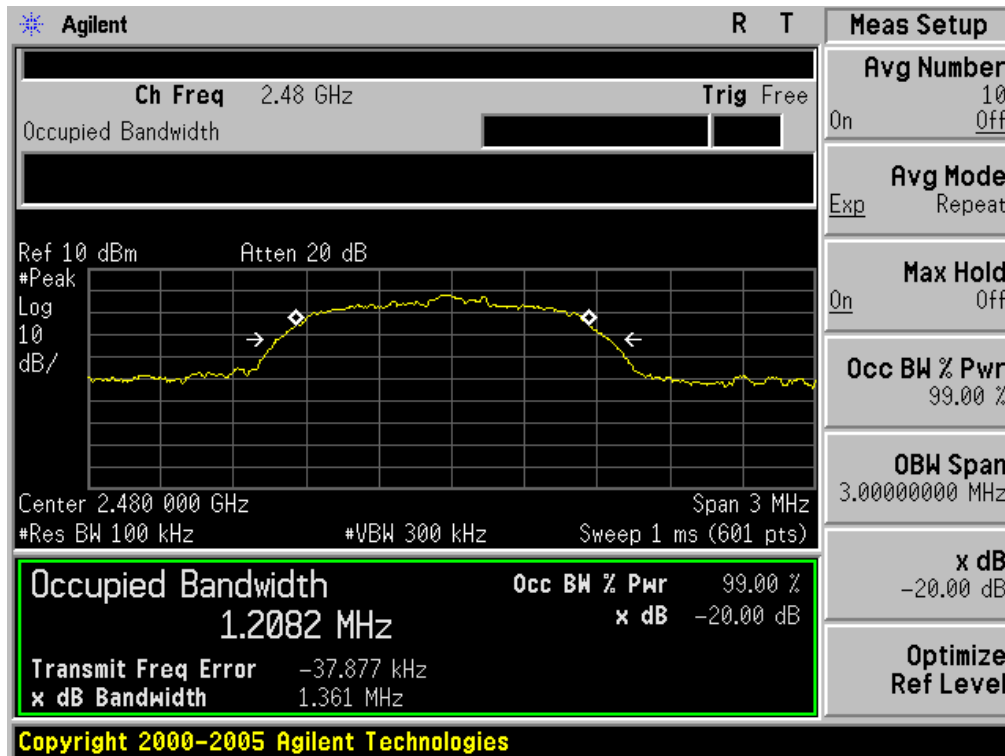 Agilent R T
Ch Freq 2.48 GHz Trig Free
Occupied Bandwidth
Ref 10 dBm Atten 20 dB
#Peak
Log
10
dB/
Center 2.480 000 GHz Span 3 MHz
#Res BW 100 kHz #VBW 300 kHz Sweep 1 ms (601 pts)
Occupied Bandwidth
1.2082 MHz
Occ BW % Pwr 99.00 %
x dB -20.00 dB
Transmit Freq Error -37.877 kHz
x dB Bandwidth 1.361 MHz
Copyright 2000-2005 Agilent Technologies
Meas Setup
Avg Number
10
On Off
Avg Mode
Exp Repeat
Max Hold
On Off
Occ BW % Pwr
99.00 %
OBW Span
3.00000000 MHz
x dB
-20.00 dB
Optimize
Ref Level